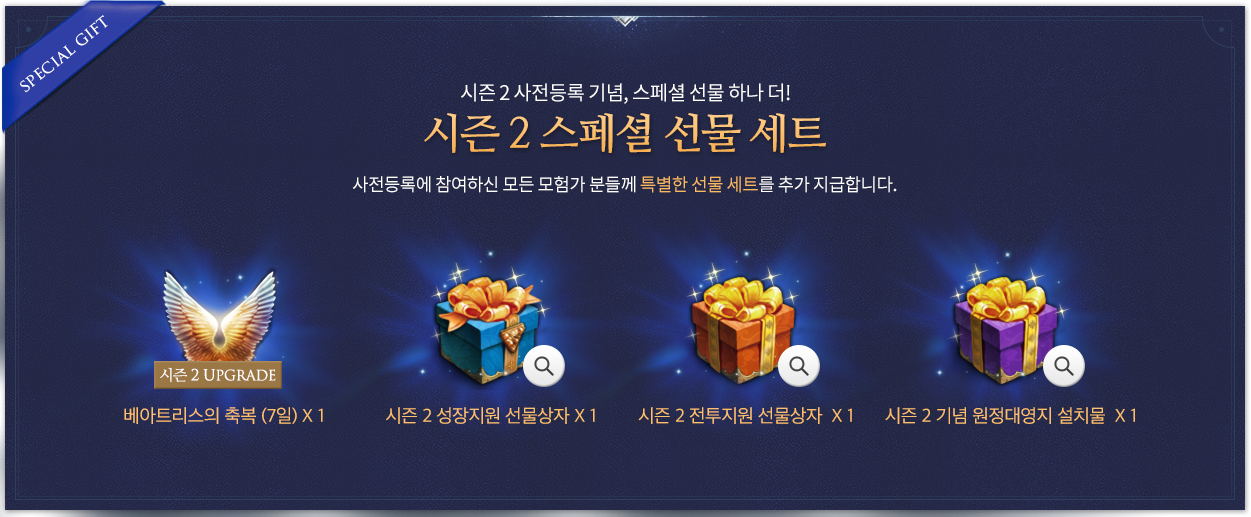 SPECIAL GIFT
시즌 2 사전등록 기념, 스페셜 선물 하나 더!
시즌 2 스페셜 선물 세트
사전등록에 참여하신 모든 모험가 분들께 특별한 선물 세트를 추가 지급합니다.
시즌 2 UPGRADE
베아트리스의 축복 (7일) X 1
시즌 2 성장지원 선물상자 X 1
시즌 2 전투지원 선물상자 X 1
시즌 2 기념 원정대영지 설치물 X 1